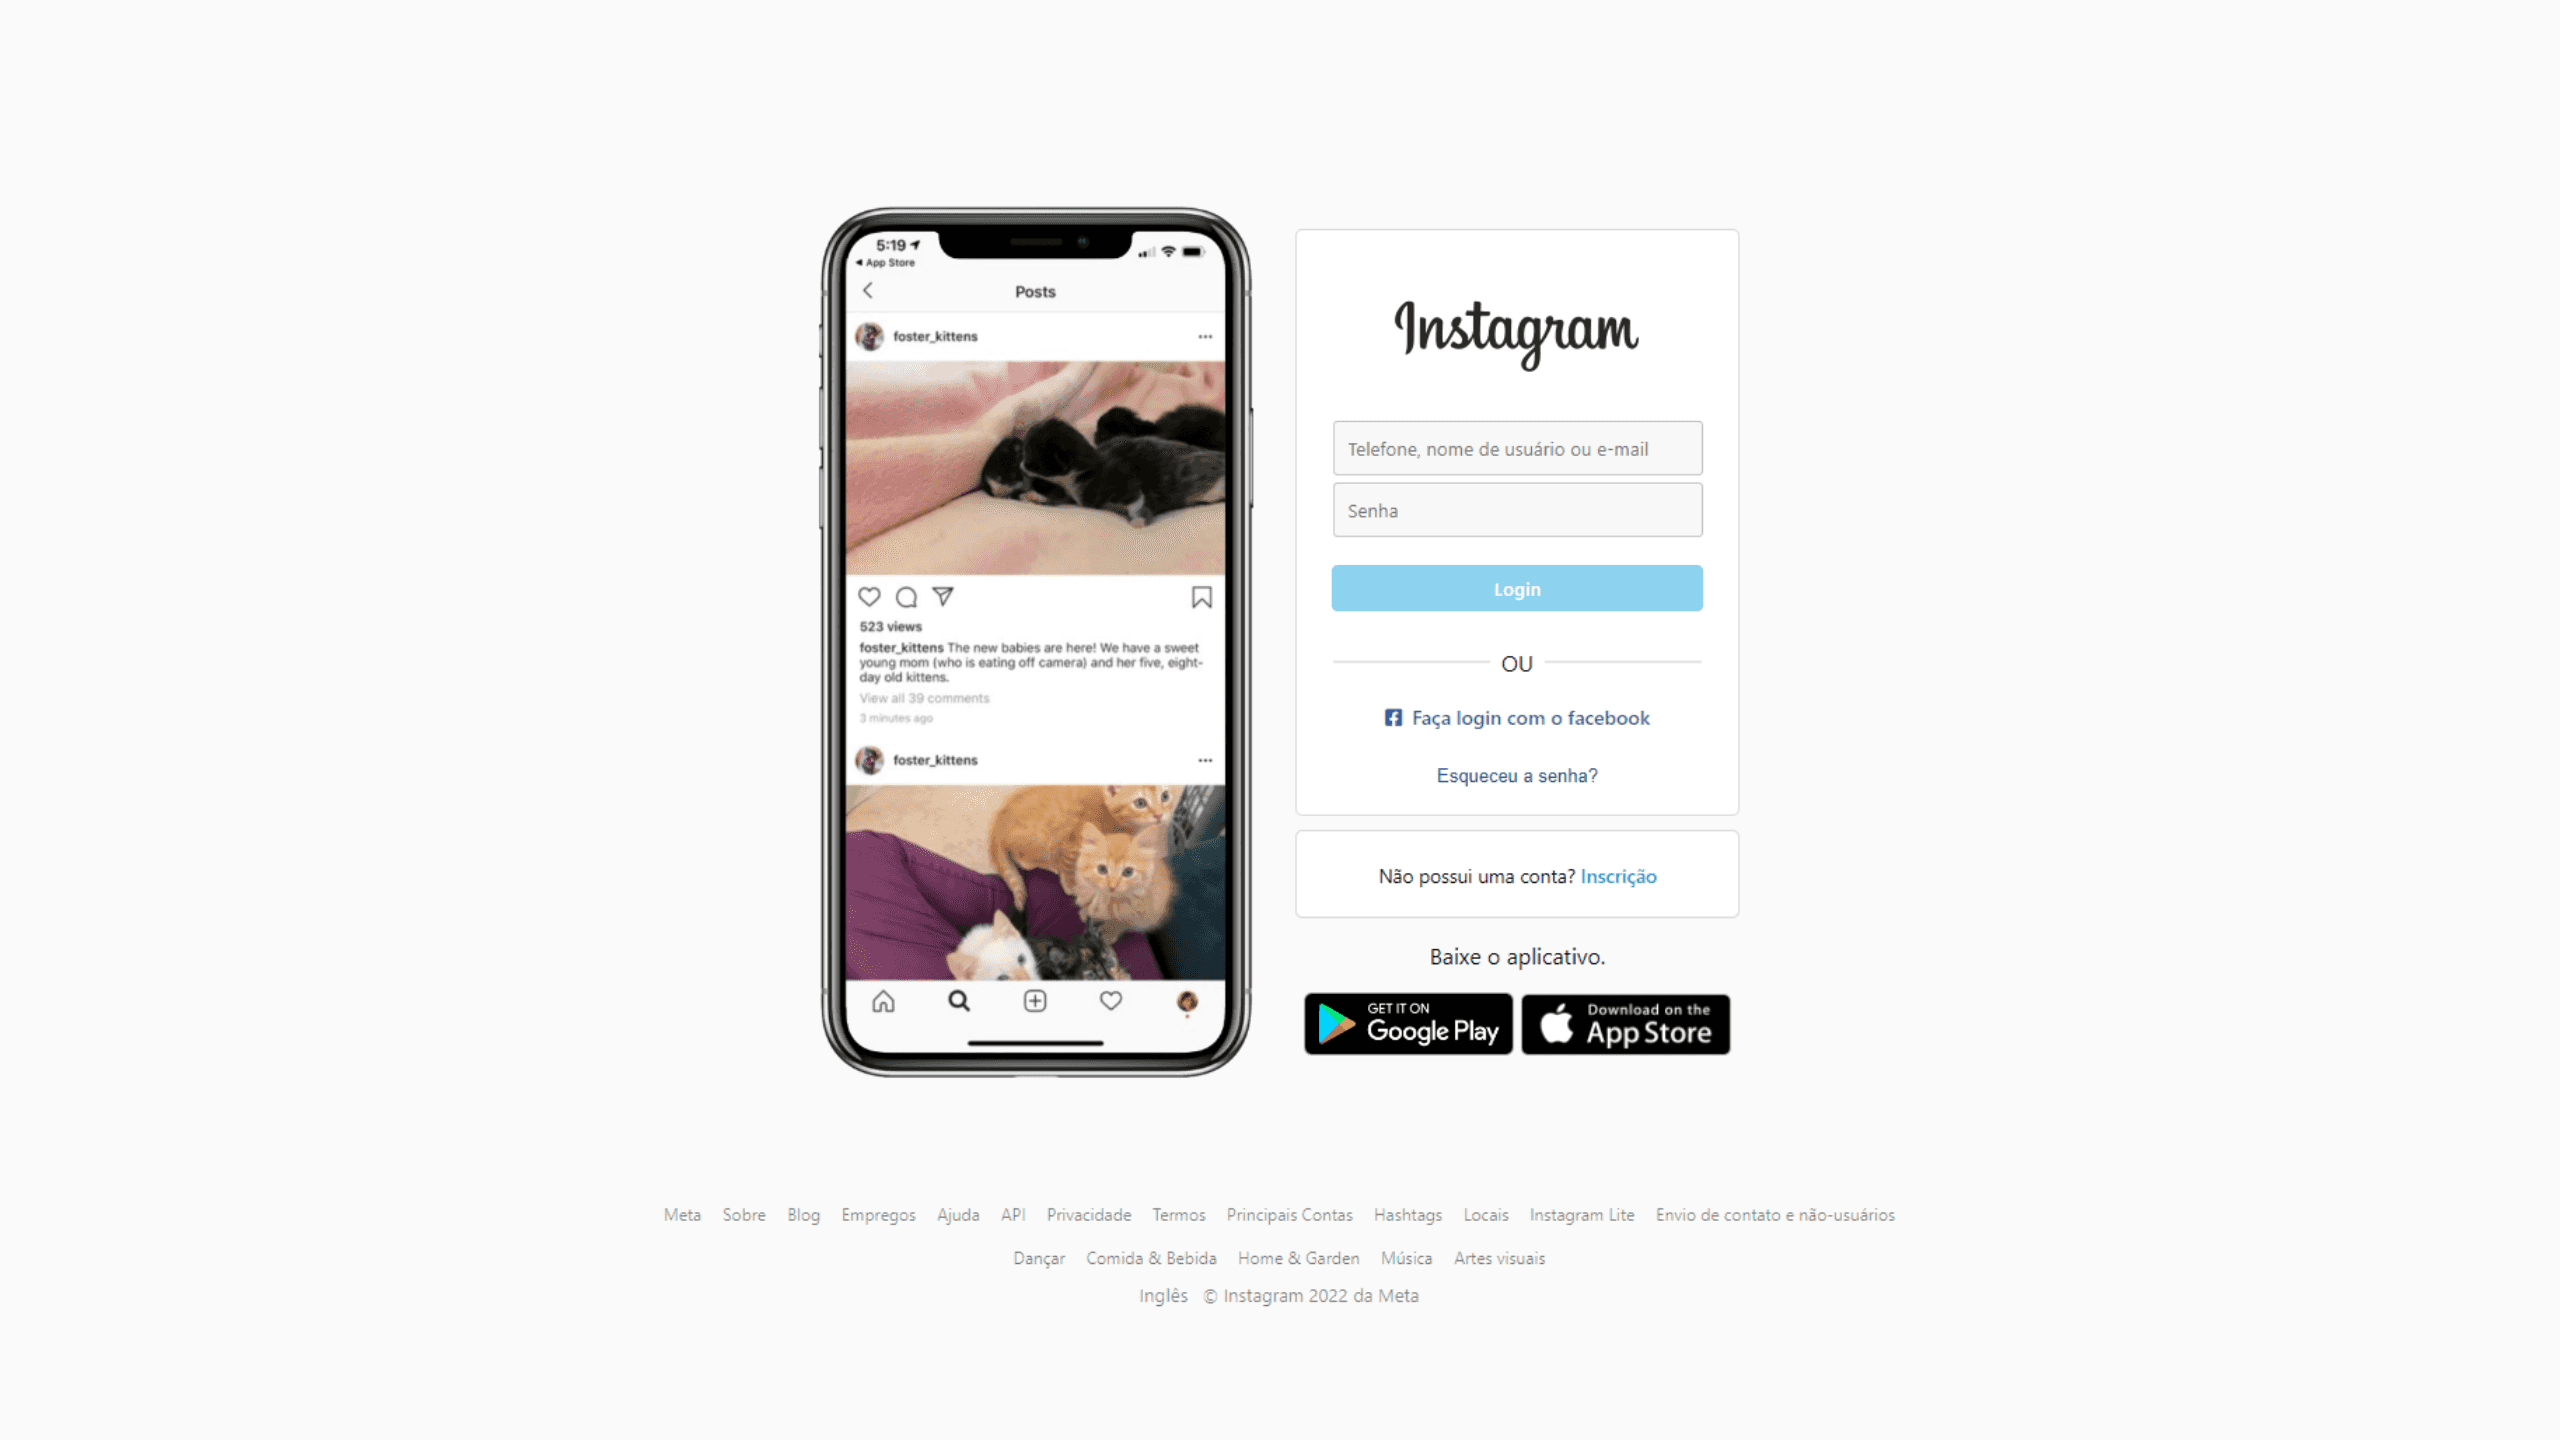 5:19
App Store
Posts
foster_kittens
523 views
foster_kittens The new babies are here! We have a sweet
young mom (who is eating off camera) and her five, eight-
day old kittens.
View all 39 comments
3 minutes ago
foster_kittens
Instagram
Telefone, nome de usuário ou e-mail
Senha
Login
OU
Faça login com o facebook
Esqueceu a senha?
Não possui uma conta? Inscrição
Baixe o aplicativo.
GET IT ON
Google Play
Download on the
App Store
Meta Sobre Blog Empregos Ajuda API Privacidade Termos Principais Contas Hashtags Locais Instagram Lite Envio de contato e não-usuários
Dançar Comida & Bebida Home & Garden Música Artes visuais
Inglês © Instagram 2022 da Meta